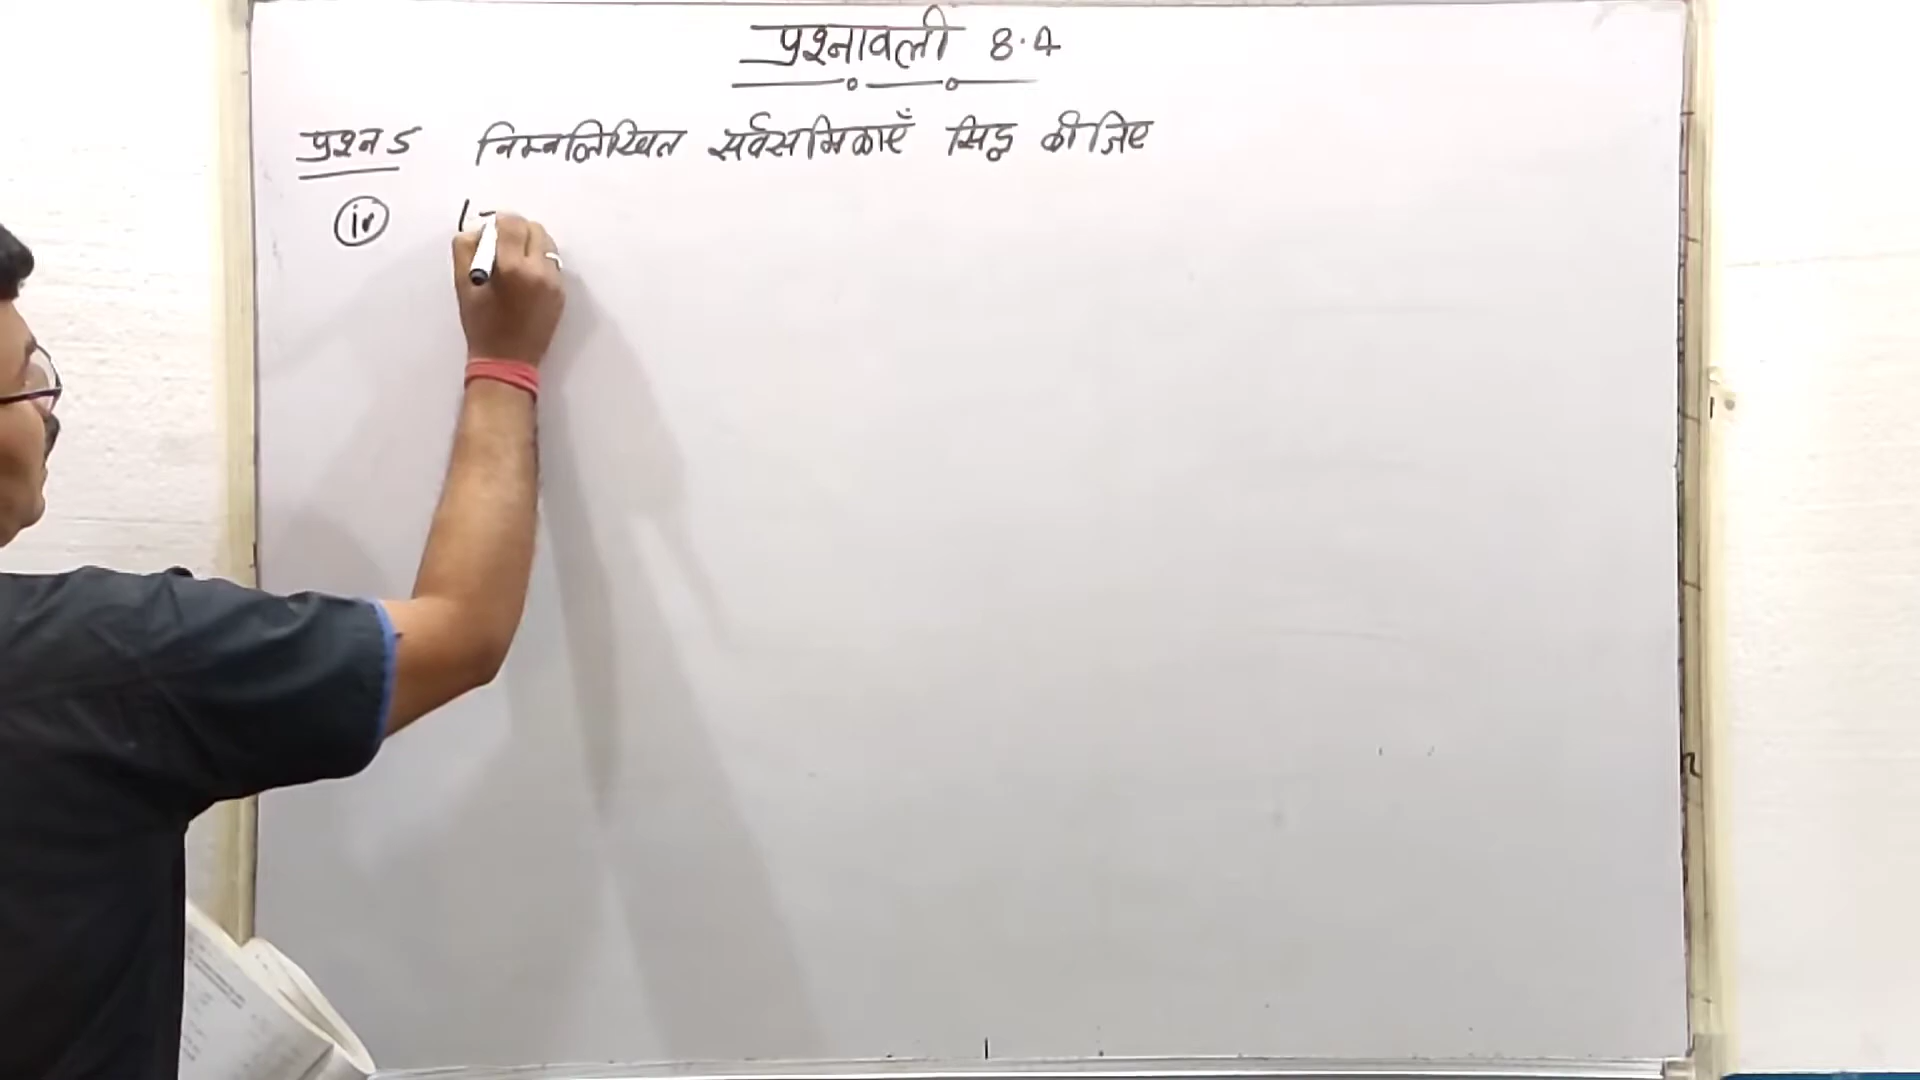 प्रश्नावली 8.4
प्रश्न 5 निम्नलिखित सर्वसमिकाएँ सिद्ध कीजिए
iv